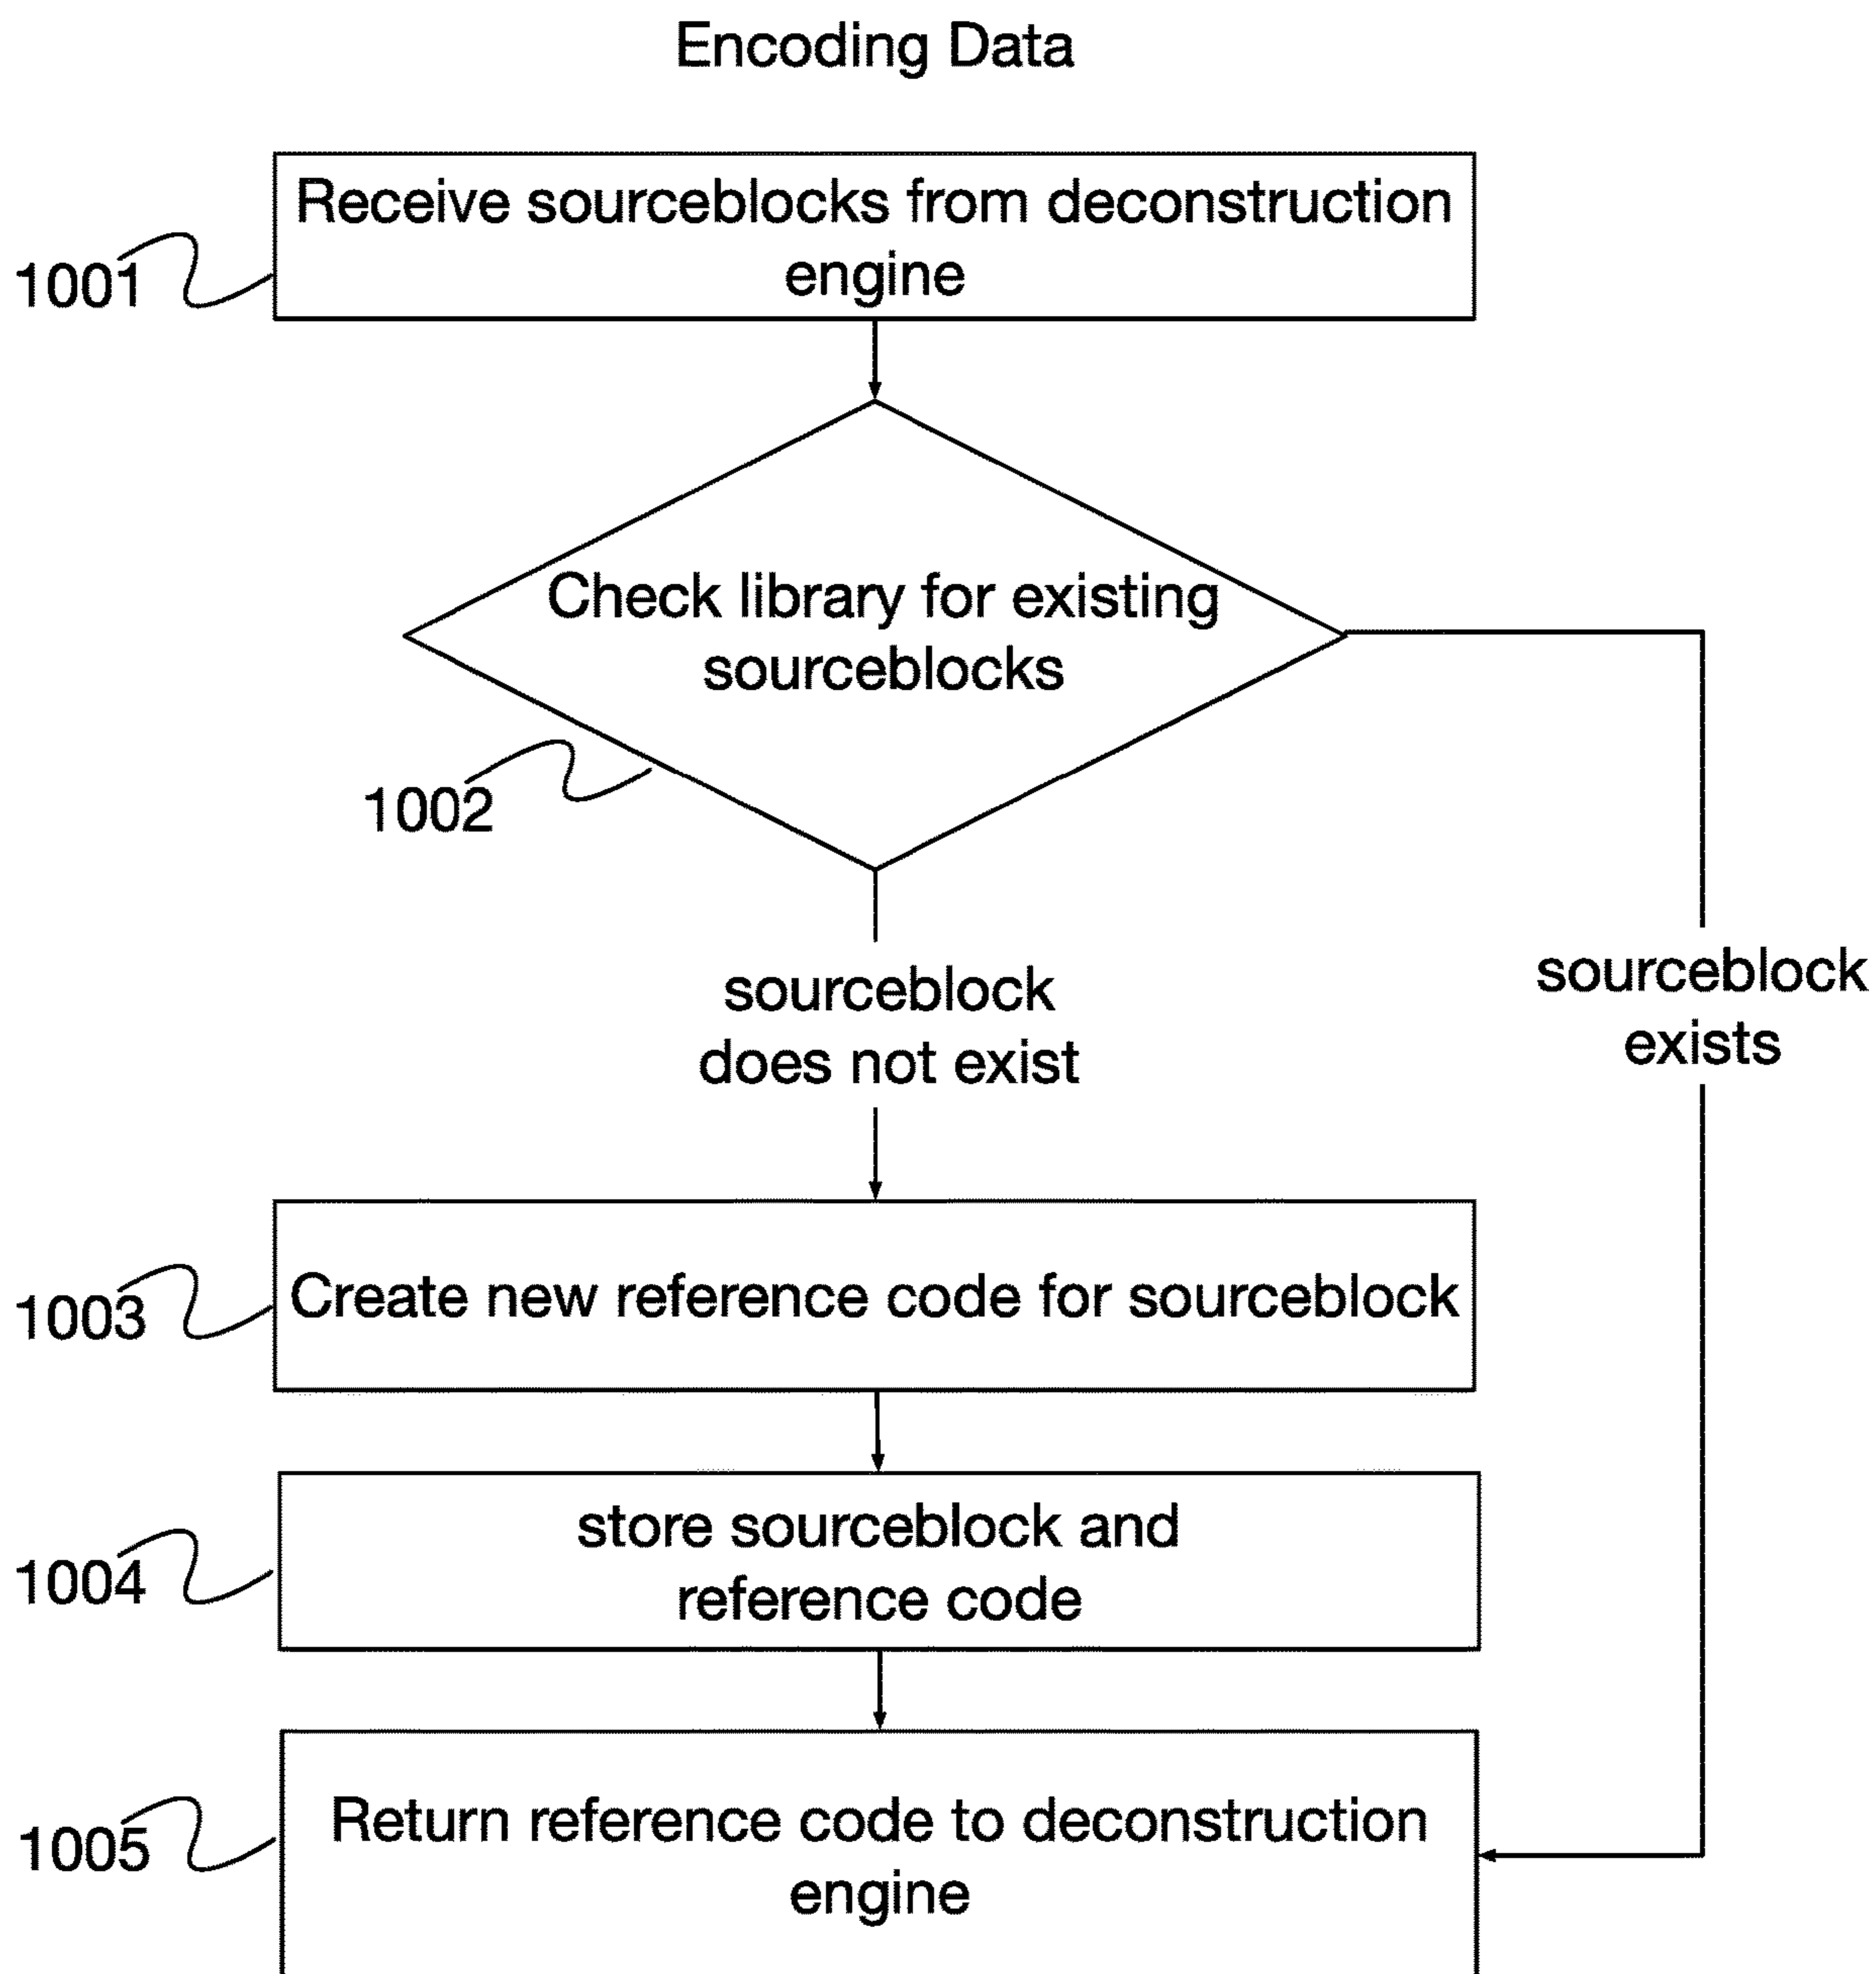 Encoding Data
Receive sourceblocks from deconstruction
engine
1001
Check library for existing
sourceblocks
1002
sourceblock
does not exist
sourceblock
exists
Create new reference code for sourceblock
1003
store sourceblock and
reference code
1004
Return reference code to deconstruction
engine
1005